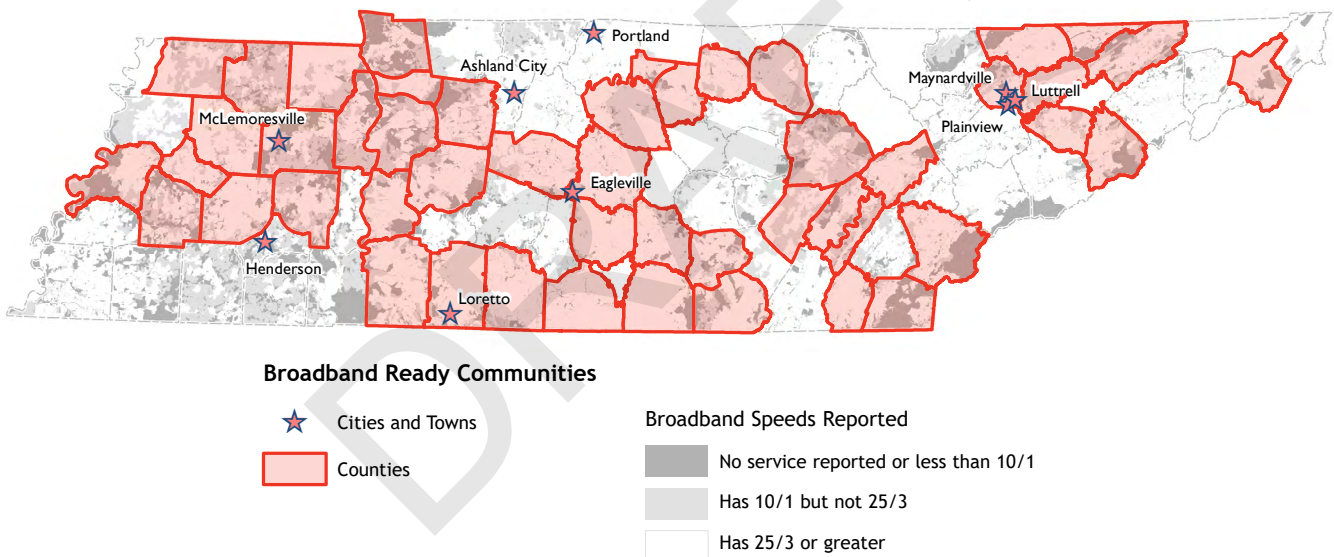 Portland
Ashland City
Maynardville
Luttrell
McLemoresville
Plainview
Eagleville
Henderson
Loretto
DRAFT
Broadband Ready Communities
Cities and Towns
Counties
Broadband Speeds Reported
No service reported or less than 10/1
Has 10/1 but not 25/3
Has 25/3 or greater